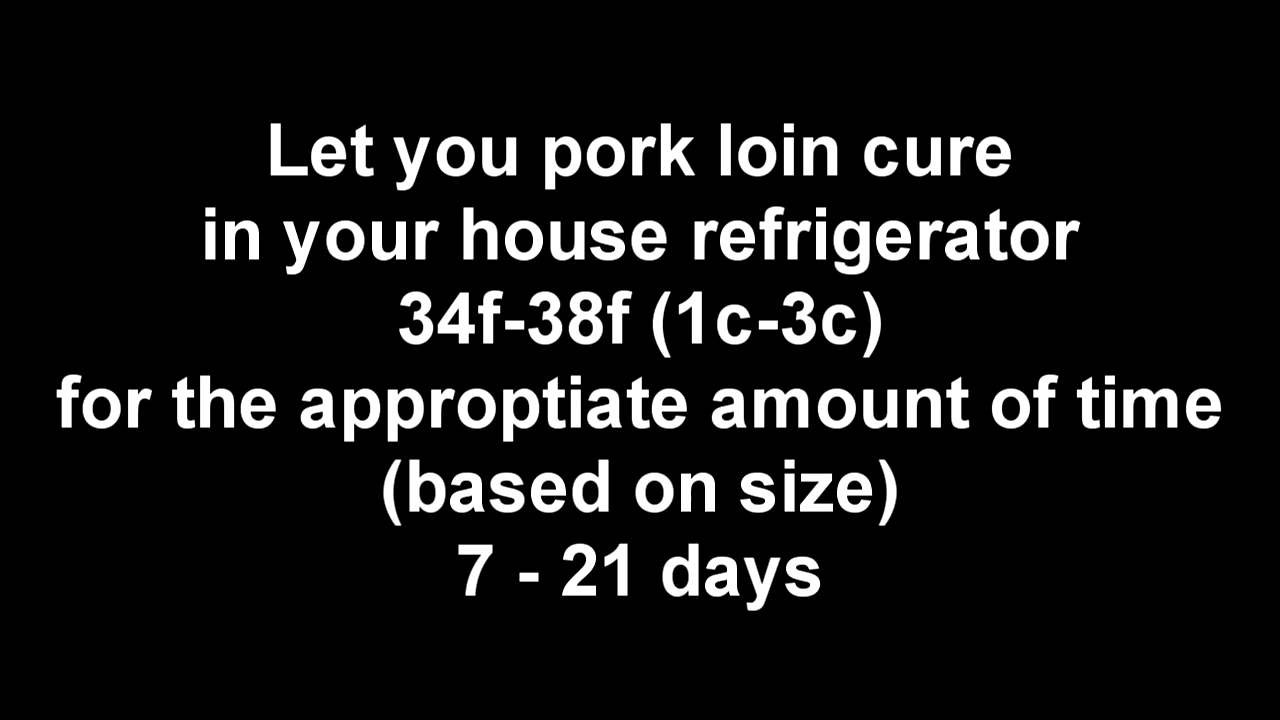 Let you pork loin cure
in your house refrigerator
34f-38f (1c-3c)
for the approptiate amount of time
(based on size)
7 - 21 days